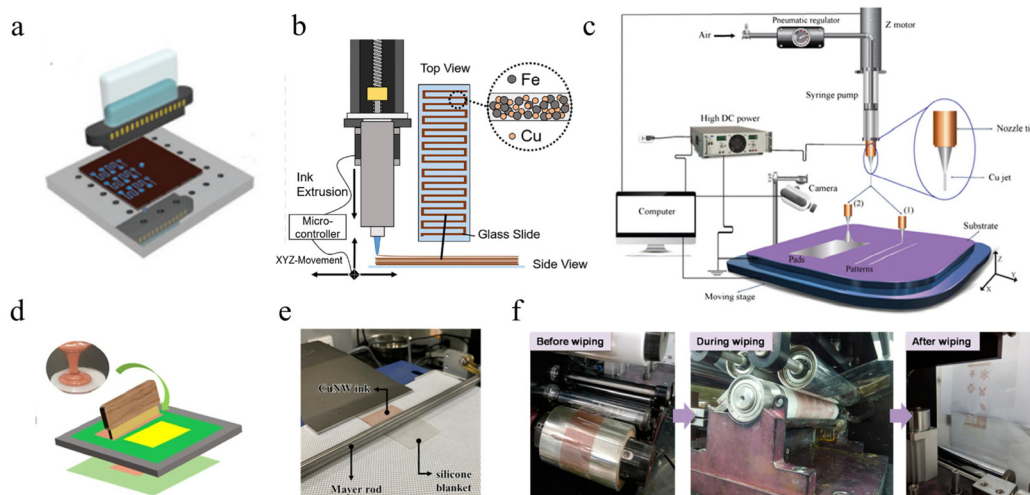 a
b
Top View
Fe
Cu
Ink
Extrusion
Micro-
controller
XYZ-Movement
Glass Slide
Side View
c
Pneumatic regulator
Z motor
Air
Syringe pump
High DC power
Nozzle ti
Cu jet
Camera
Computer
(2)
(1)
Substrate
Pads
Patterns
Moving stage
Z
Y
X
d
e
CuNW ink
Mayer rod
silicone
blanket
f
Before wiping
During wiping
After wiping